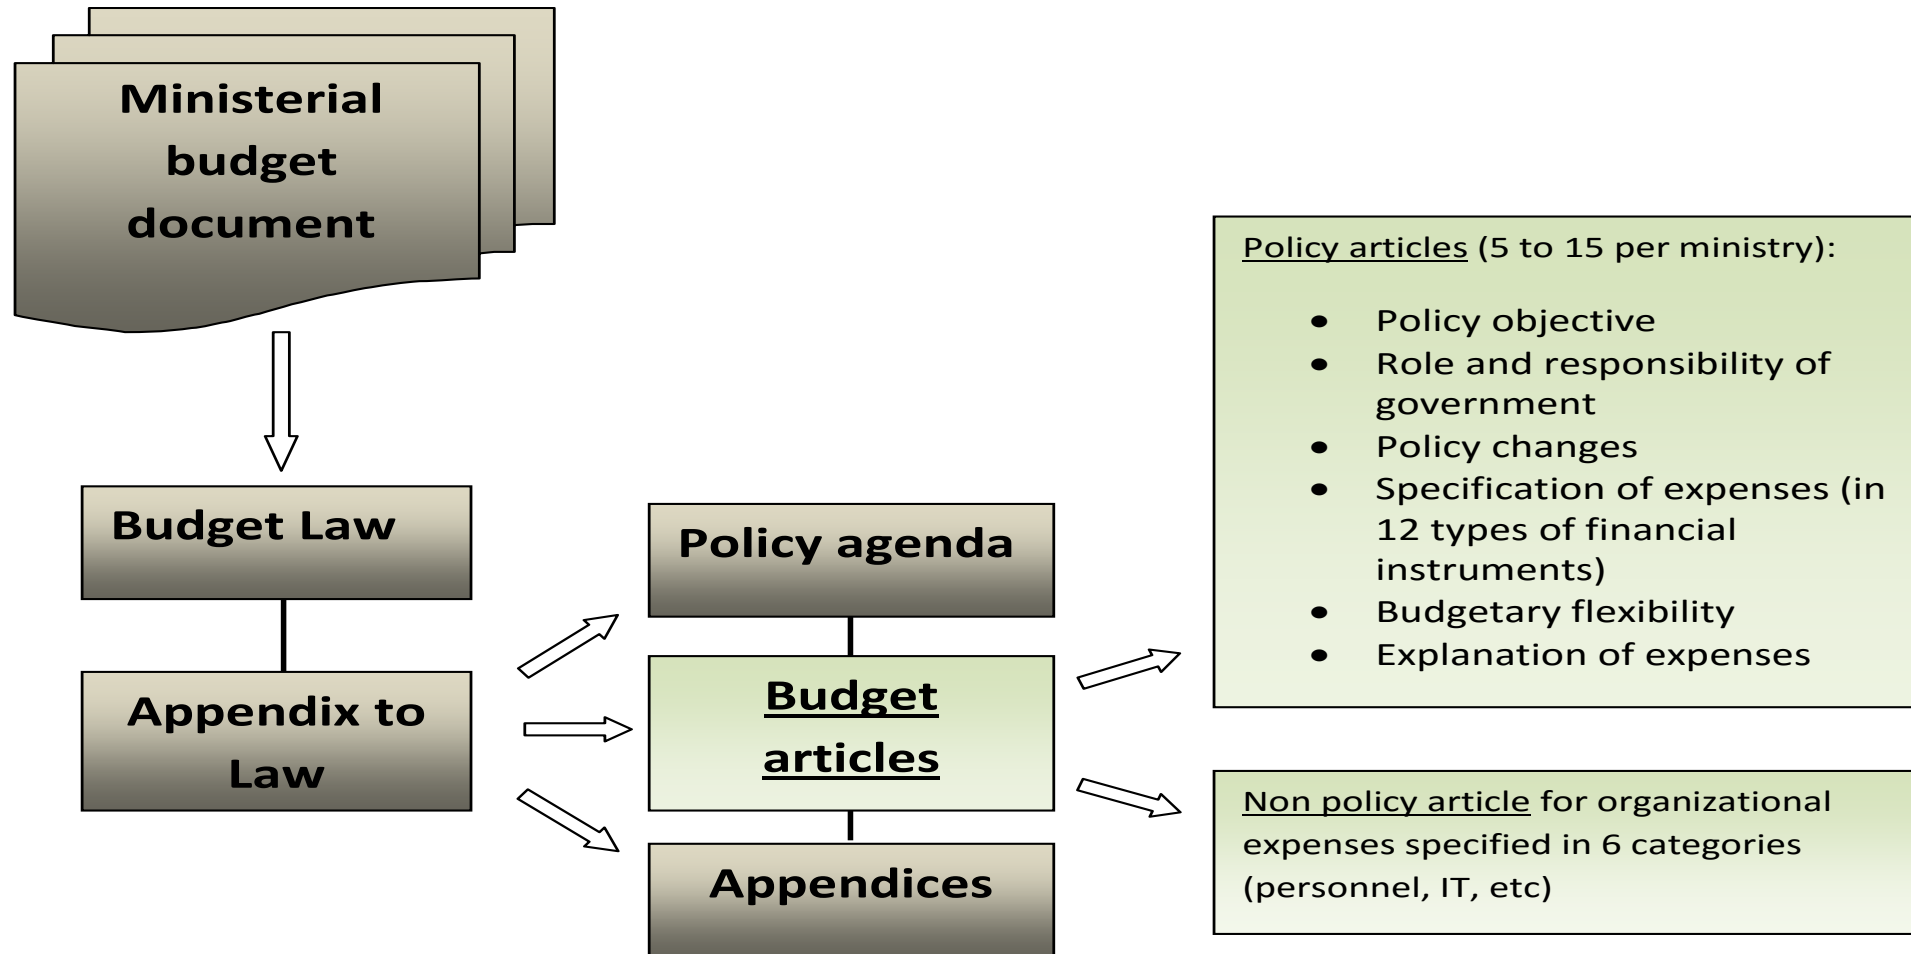 Ministerial
budget
document
Budget Law
Appendix to
Law
Policy agenda
Budget
articles
Appendices
Policy articles (5 to 15 per ministry):
• Policy objective
• Role and responsibility of
government
• Policy changes
• Specification of expenses (in
12 types of financial
instruments)
• Budgetary flexibility
• Explanation of expenses
Non policy article for organizational
expenses specified in 6 categories
(personnel, IT, etc)